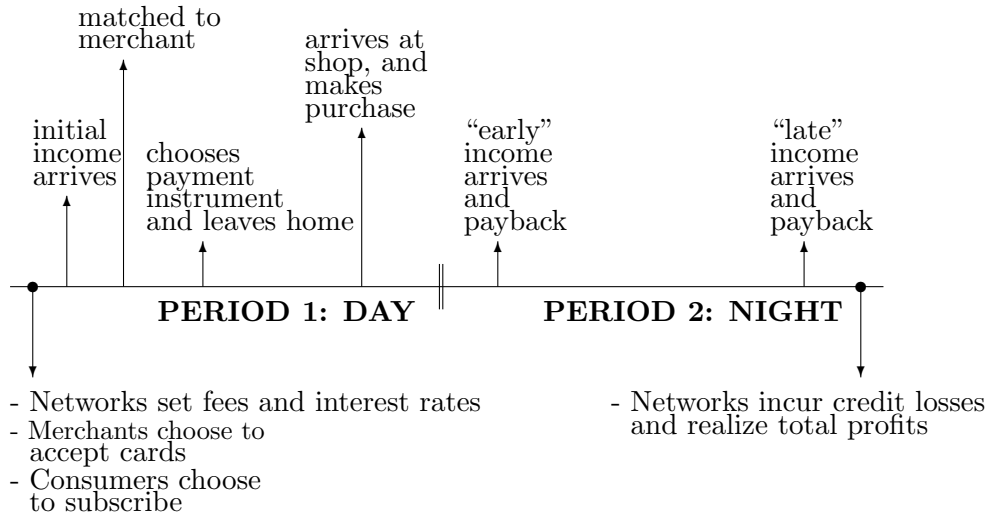 matched to
merchant
arrives at
shop, and
makes
purchase
initial
income
arrives
chooses
payment
instrument
and leaves home
“early”
income
arrives
and
payback
“late”
income
arrives
and
payback
PERIOD 1: DAY
PERIOD 2: NIGHT
- Networks set fees and interest rates
- Merchants choose to
accept cards
- Consumers choose
to subscribe
- Networks incur credit losses
and realize total profits